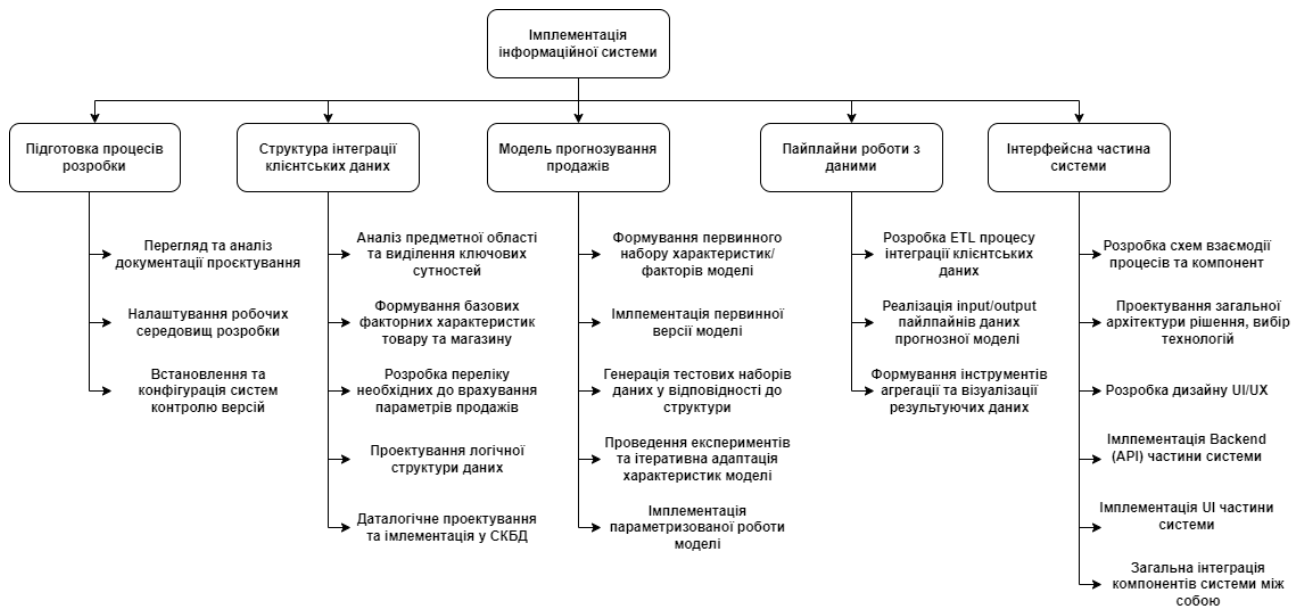 Імплементація
інформаційної системи
Підготовка процесів
розробки
Перегляд та аналіз
документації проєктування
Налаштування робочих
середовищ розробки
Встановлення та
конфігурація систем
контролю версій
Структура інтеграції
клієнтських даних
Аналіз предметної області
та виділення ключових
сутностей
Формування базових
факторних характеристик
товару та магазину
Розробка переліку
необхідних до врахування
параметрів продажів
Проектування логічної
структури даних
Даталогічне проектування
та імлементація у СКБД
Модель прогнозування
продажів
Формування первинного
набору характеристик/
факторів моделі
Імлпементація первинної
версії моделі
Генерація тестових наборів
даних у відповідності до
структури
Проведення експериментів
та ітеративна адаптація
характеристик моделі
Імплементація
параметризованої роботи
моделі
Пайплайни роботи з
даними
Розробка ETL процесу
інтеграції клієнтських
даних
Реалізація input/output
пайлпайнів даних
прогнозної моделі
Формування інструментів
агрегації та візуалізації
результуючих даних
Інтерфейсна частина
системи
Розробка схем взаємодії
процесів та компонент
Проектування загальної
архітектури рішення, вибір
технологій
Розробка дизайну UI/UX
Імлпементація Backend
(API) частини системи
Імплементація UI частини
системи
Загальна інтеграція
компонентів системи між
собою